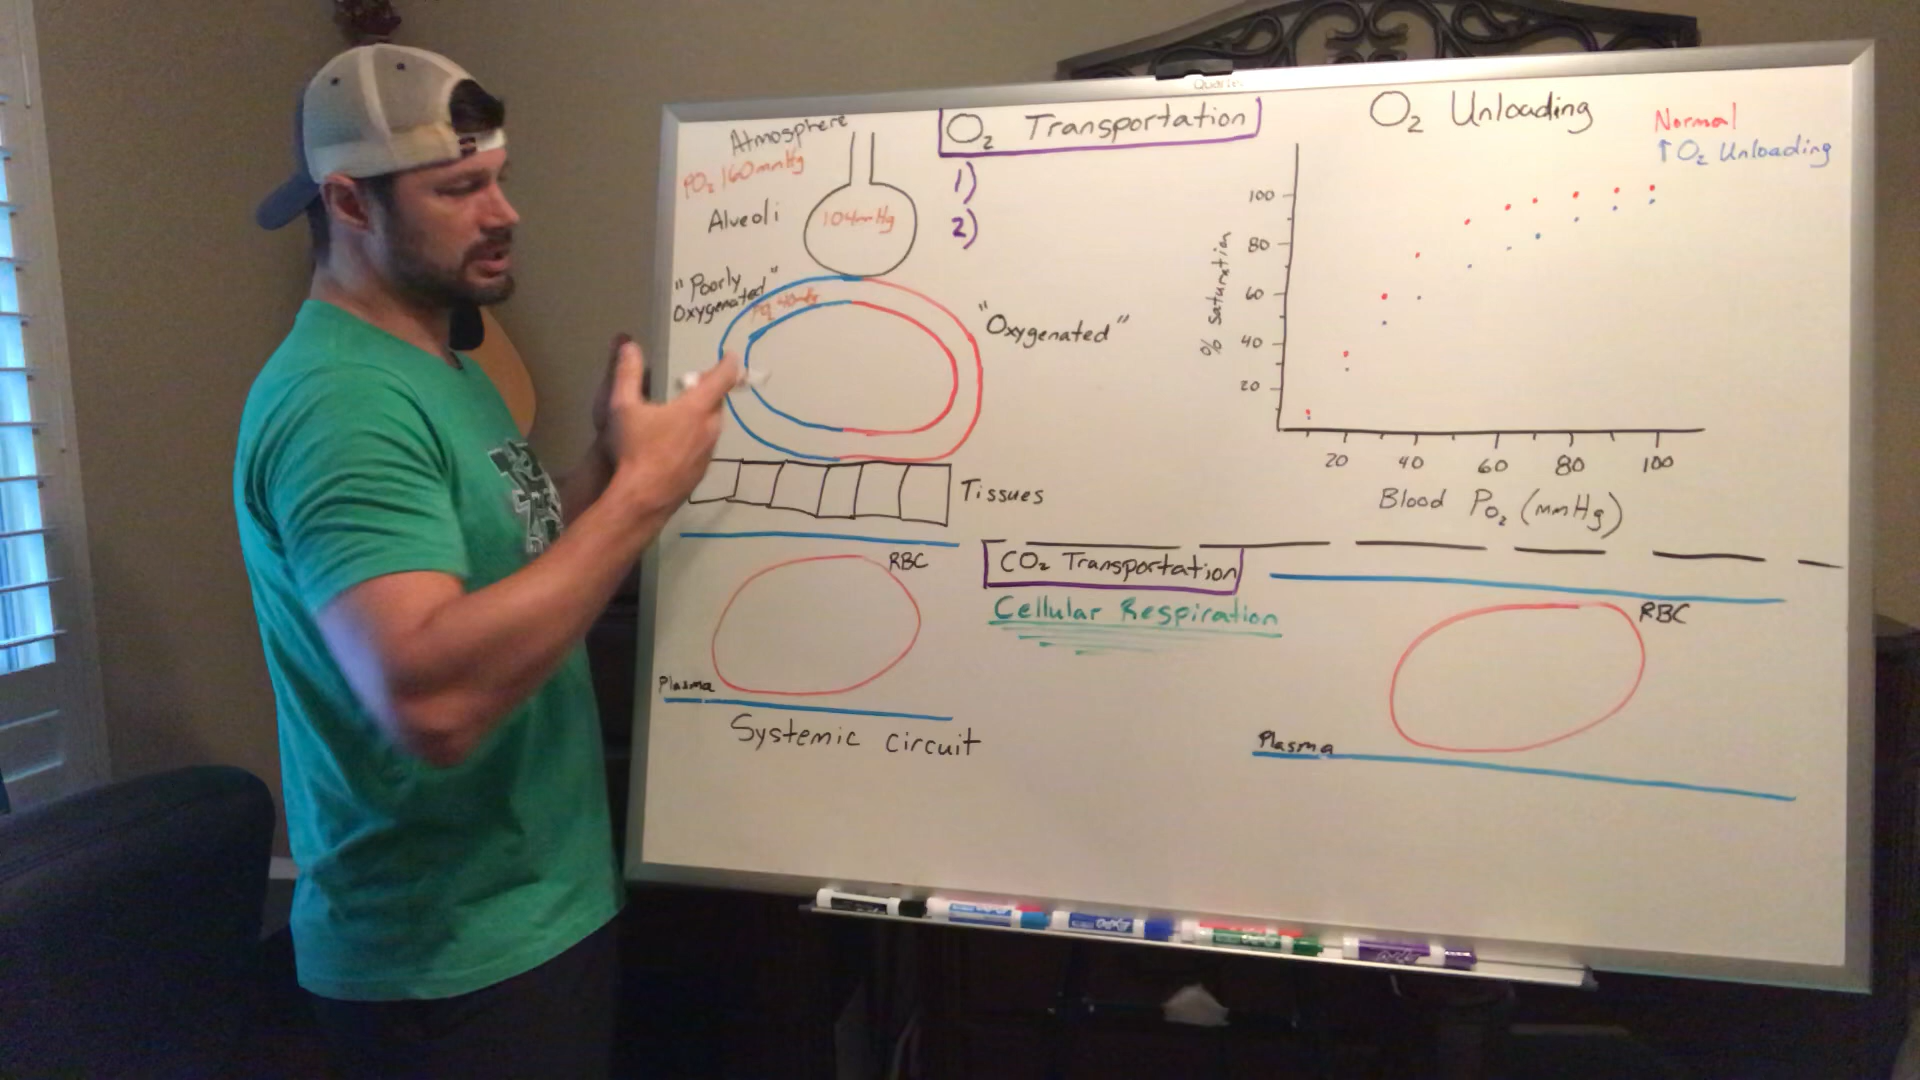 Quartet
Atmosphere
PO₂ 160mmHg
Alveoli
104mmHg
"Poorly
Oxygenated"
PO₂ 40mmHg
"Oxygenated"
Tissues
O₂ Transportation
1)
2)
O₂ Unloading
Normal
↑O₂ Unloading
% Saturation
100
80
60
40
20
20 40 60 80 100
Blood PO₂ (mmHg)
RBC
Plasma
Systemic circuit
CO₂ Transportation
Cellular Respiration
RBC
Plasma